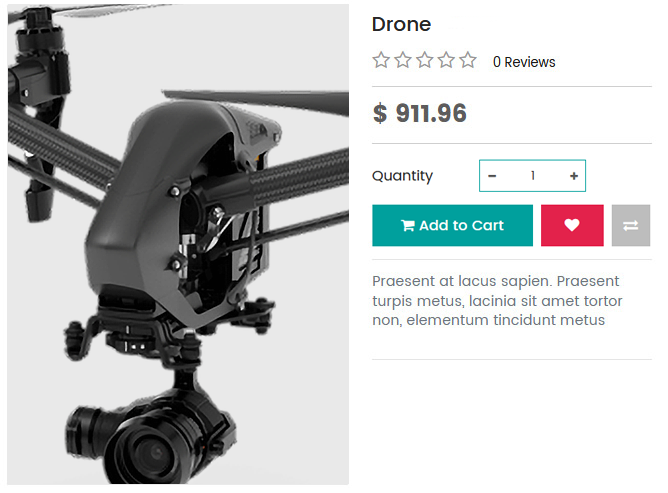 Drone
0 Reviews
$ 911.96
Quantity - 1 +
Add to Cart
Praesent at lacus sapien. Praesent
turpis metus, lacinia sit amet tortor
non, elementum tincidunt metus